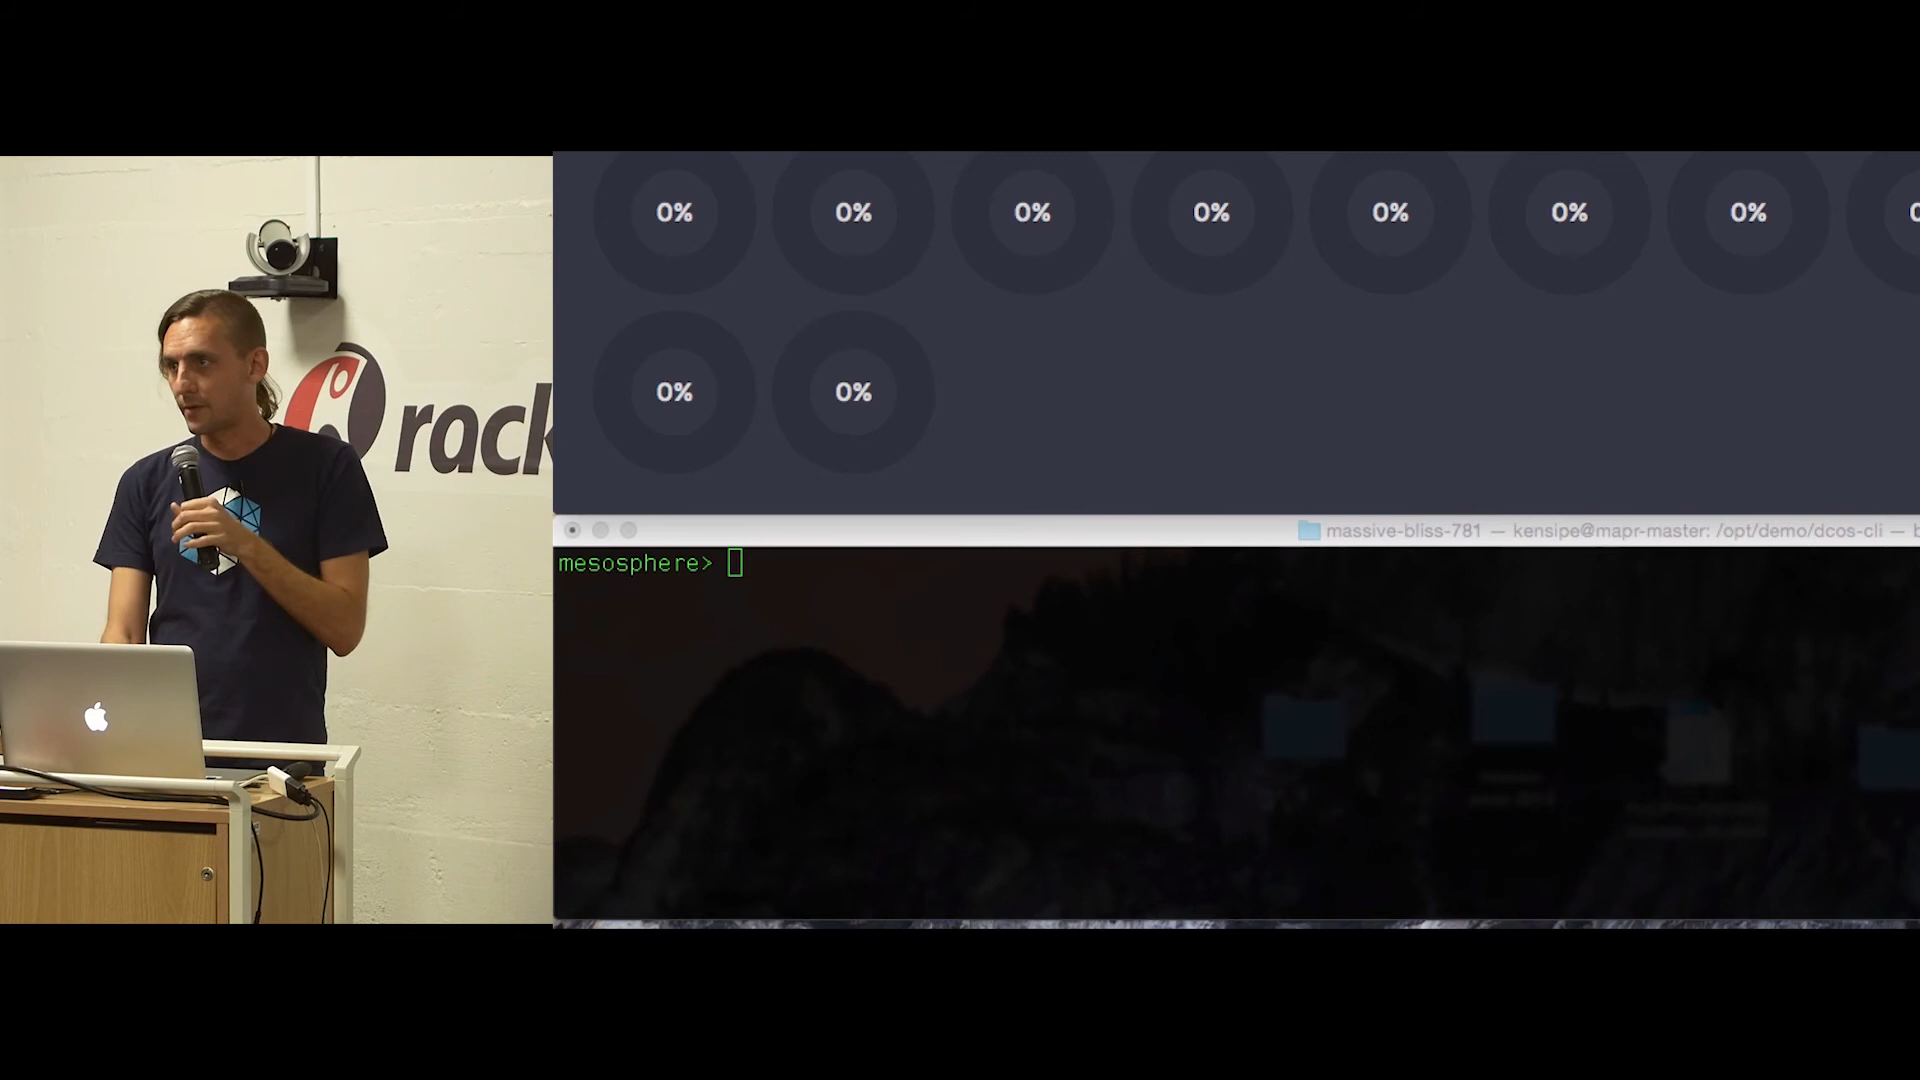 0% 0% 0% 0% 0% 0% 0%
0% 0%
rack
massive-bliss-781 — kensipe@mapr-master: /opt/demo/dcos-cli —
mesosphere>